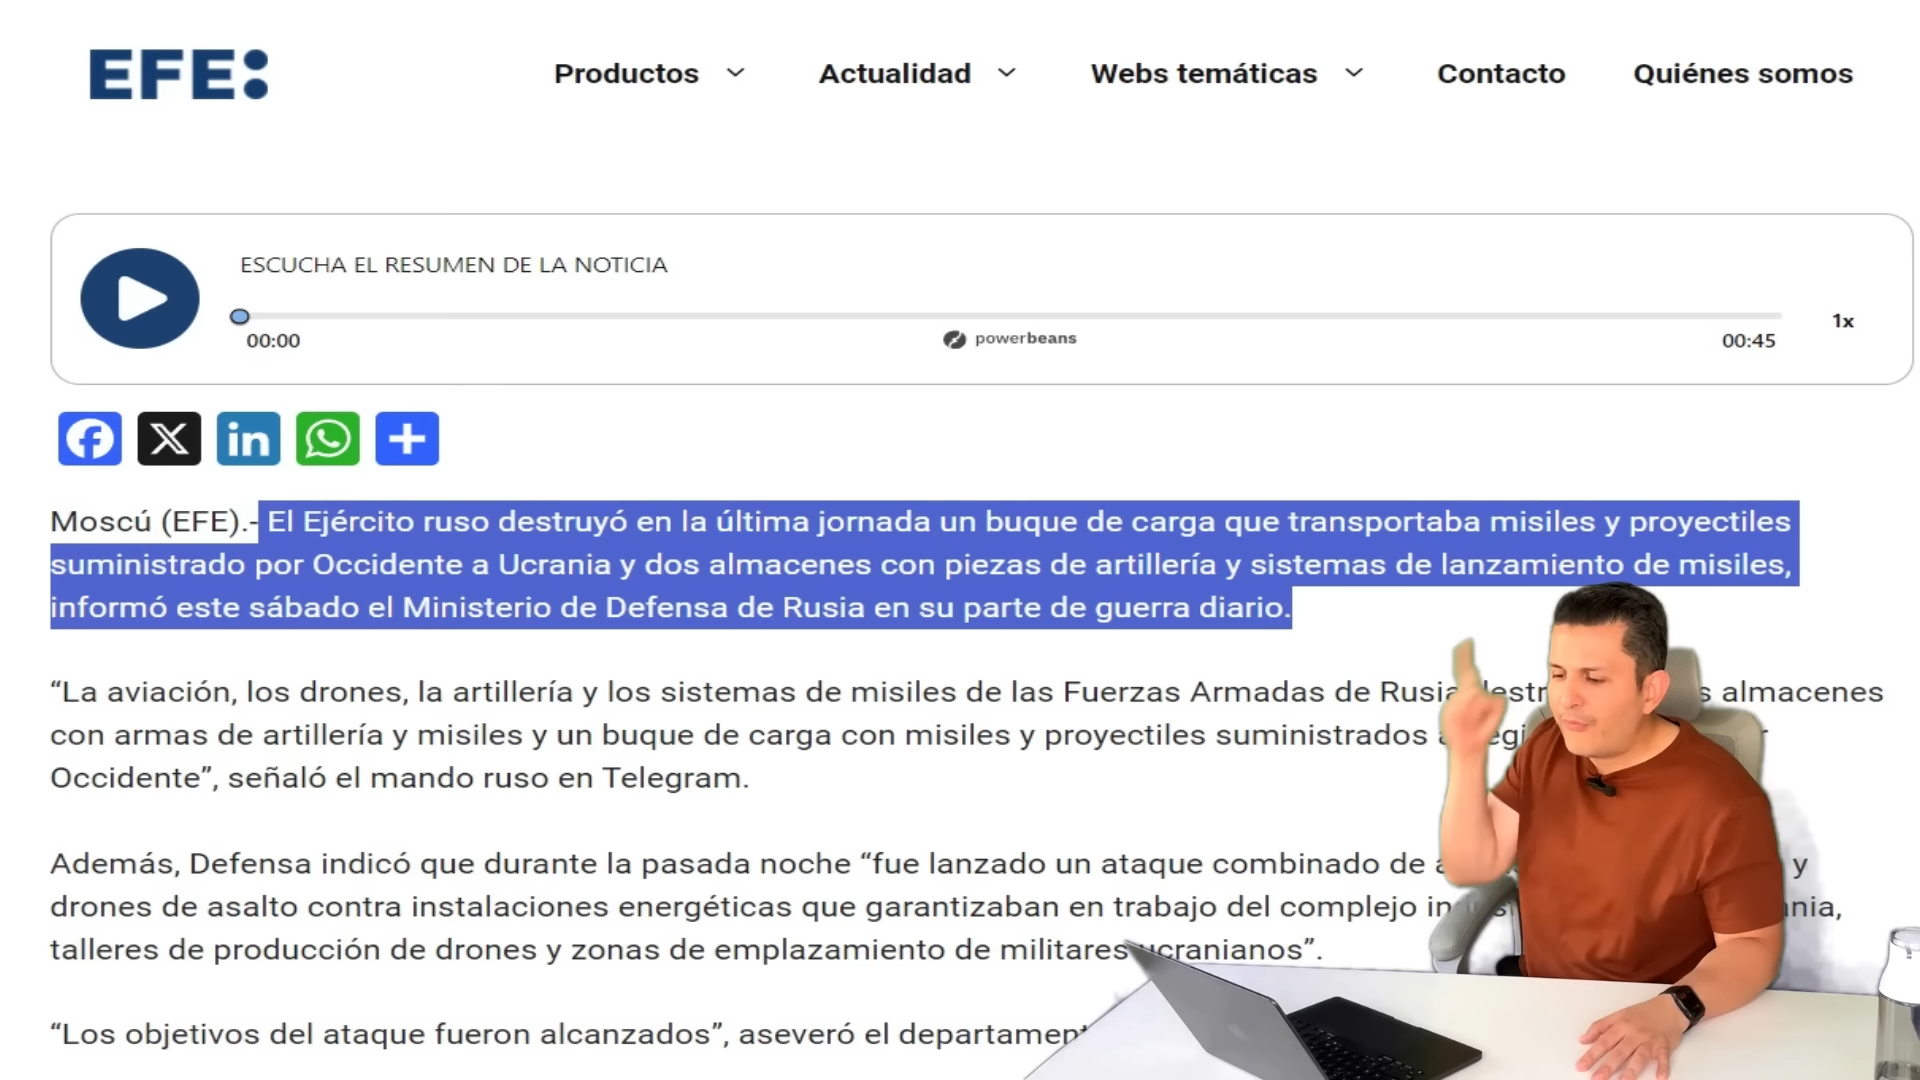 EFE:
Productos
Actualidad
Webs temáticas
Contacto
Quiénes somos
ESCUCHA EL RESUMEN DE LA NOTICIA
1x
00:00
powerbeans
00:45
Moscú (EFE).- El Ejército ruso destruyó en la última jornada un buque de carga que transportaba misiles y proyectiles
suministrado por Occidente a Ucrania y dos almacenes con piezas de artillería y sistemas de lanzamiento de misiles,
informó este sábado el Ministerio de Defensa de Rusia en su parte de guerra diario.
“La aviación, los drones, la artillería y los sistemas de misiles de las Fuerzas Armadas de Rusia almacenes
con armas de artillería y misiles y un buque de carga con misiles y proyectiles suministrados
Occidente”, señaló el mando ruso en Telegram.
Además, Defensa indicó que durante la pasada noche “fue lanzado un ataque combinado de y
drones de asalto contra instalaciones energéticas que garantizaban en trabajo del complejo
talleres de producción de drones y zonas de emplazamiento de militares ucranianos”.
“Los objetivos del ataque fueron alcanzados”, aseveró el